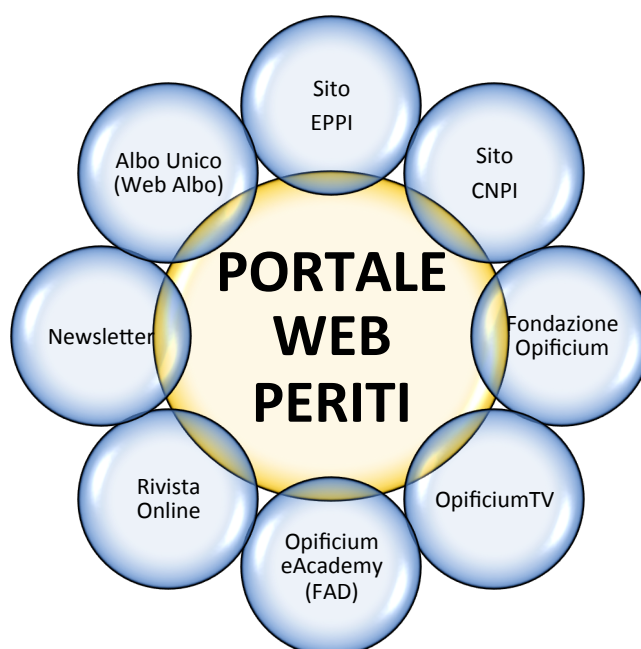 Sito
EPPI
Sito
CNPI
Fondazione
Opificium
OpificiumTV
Opificium
eAcademy
(FAD)
Rivista
Online
Newsletter
Albo Unico
(Web Albo)
PORTALE
WEB
PERITI